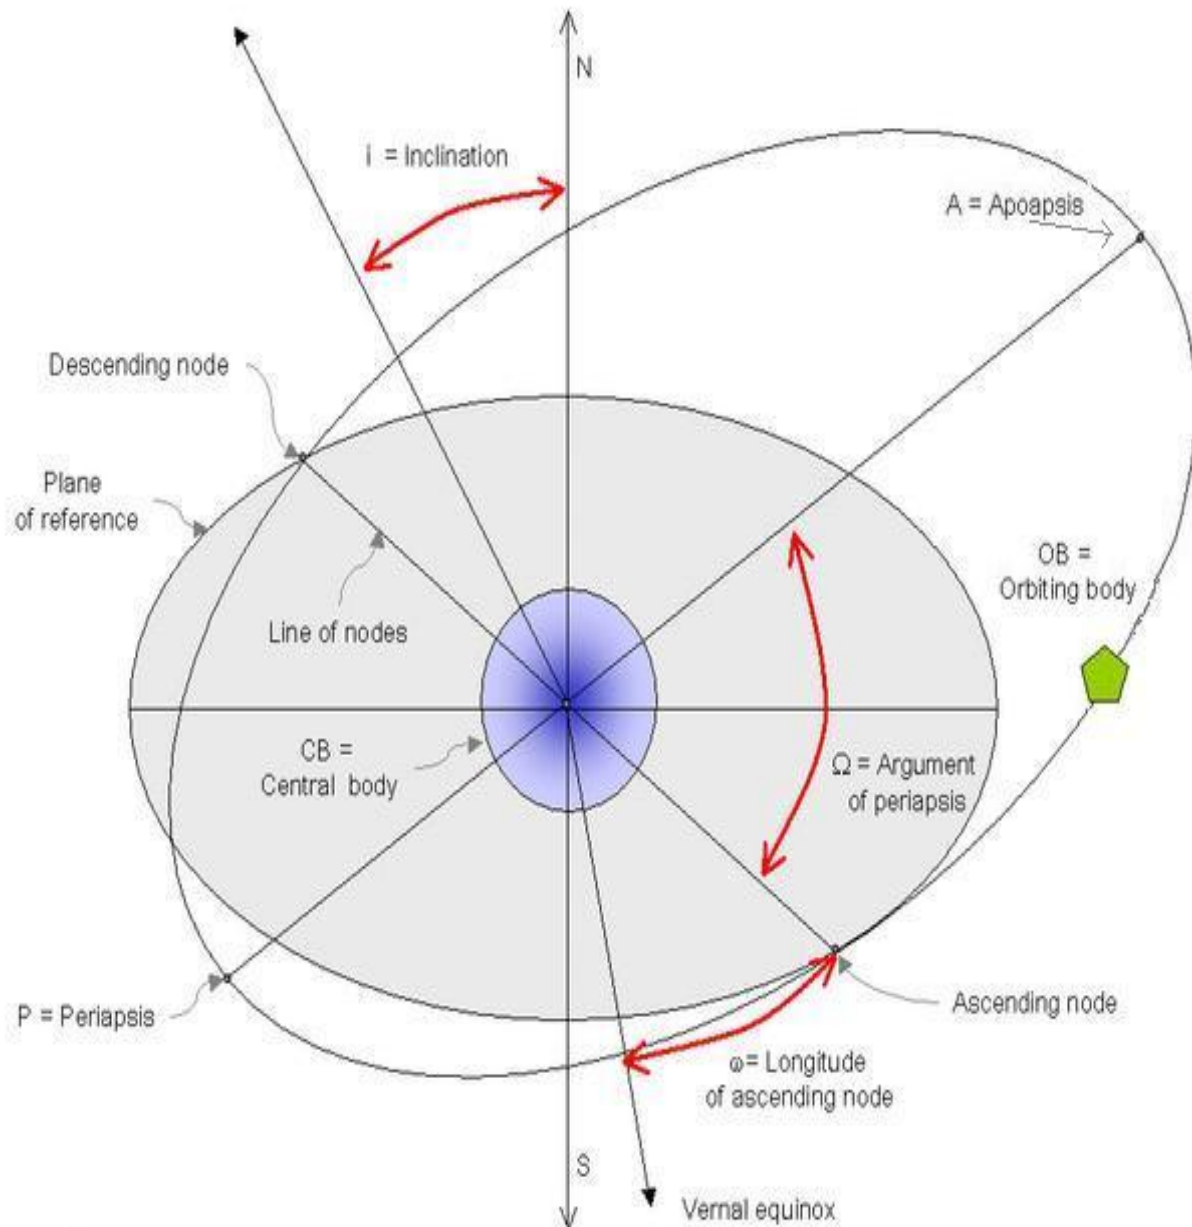 N
i = Inclination
A = Apoapsis
Descending node
Plane
of reference
OB =
Orbiting body
Line of nodes
CB =
Central body
Ω = Argument
of periapsis
P = Periapsis
Ascending node
ω= Longitude
of ascending node
S
Vernal equinox